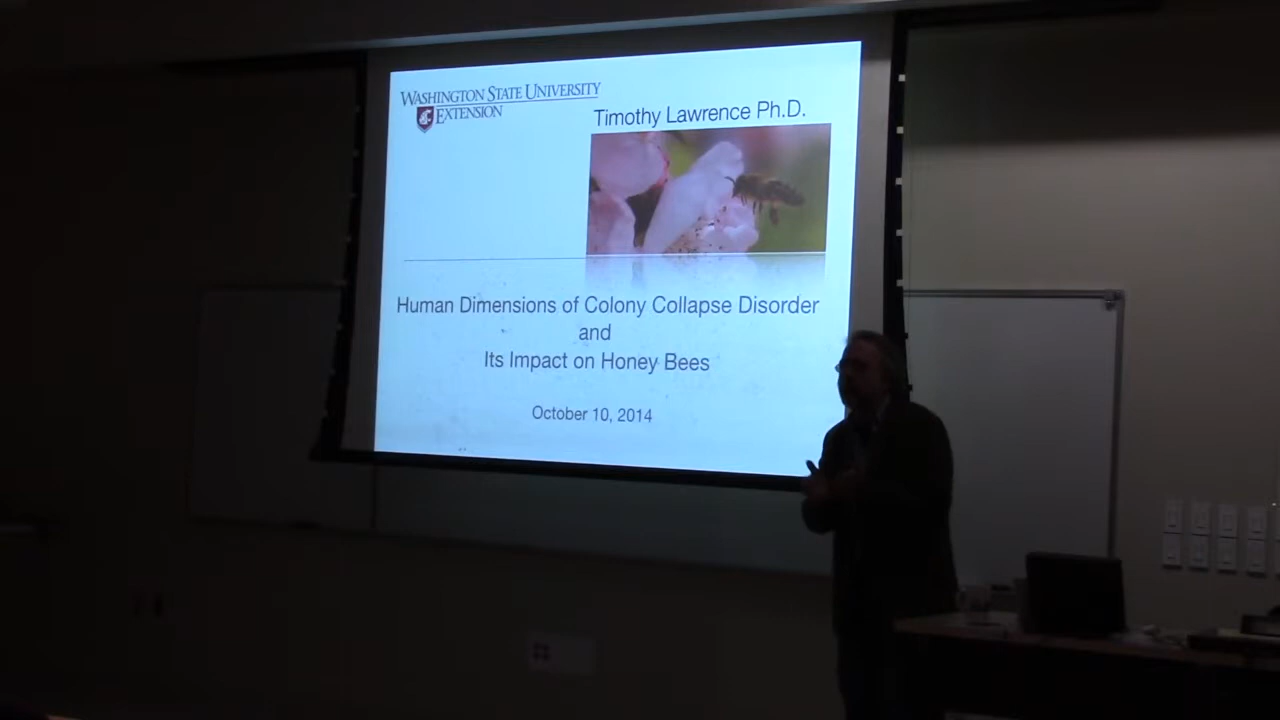 WASHINGTON STATE UNIVERSITY
EXTENSION
Timothy Lawrence Ph.D.
Human Dimensions of Colony Collapse Disorder
and
Its Impact on Honey Bees
October 10, 2014